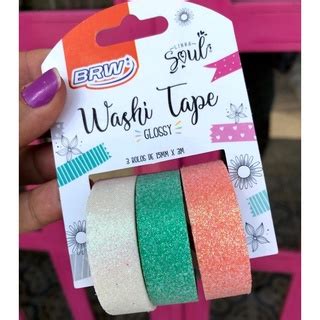 BRW
LINHA
Soul
Washi Tape
GLOSSY
3 ROLOS DE 15MM X 3M